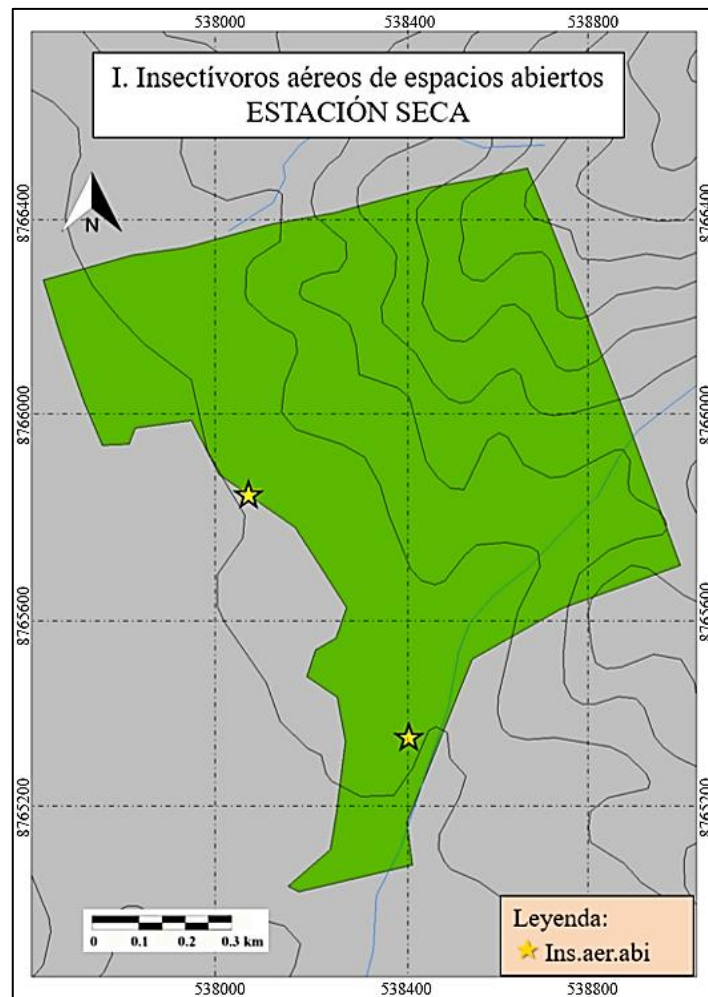 538000 538400 538800
I. Insectívoros aéreos de espacios abiertos
ESTACIÓN SECA
8766400 8766400
N
8766000 8766000
8765600 8765600
8765200 8765200
Leyenda:
Ins.aer.abi
0 0.1 0.2 0.3 km
538000 538400 538800